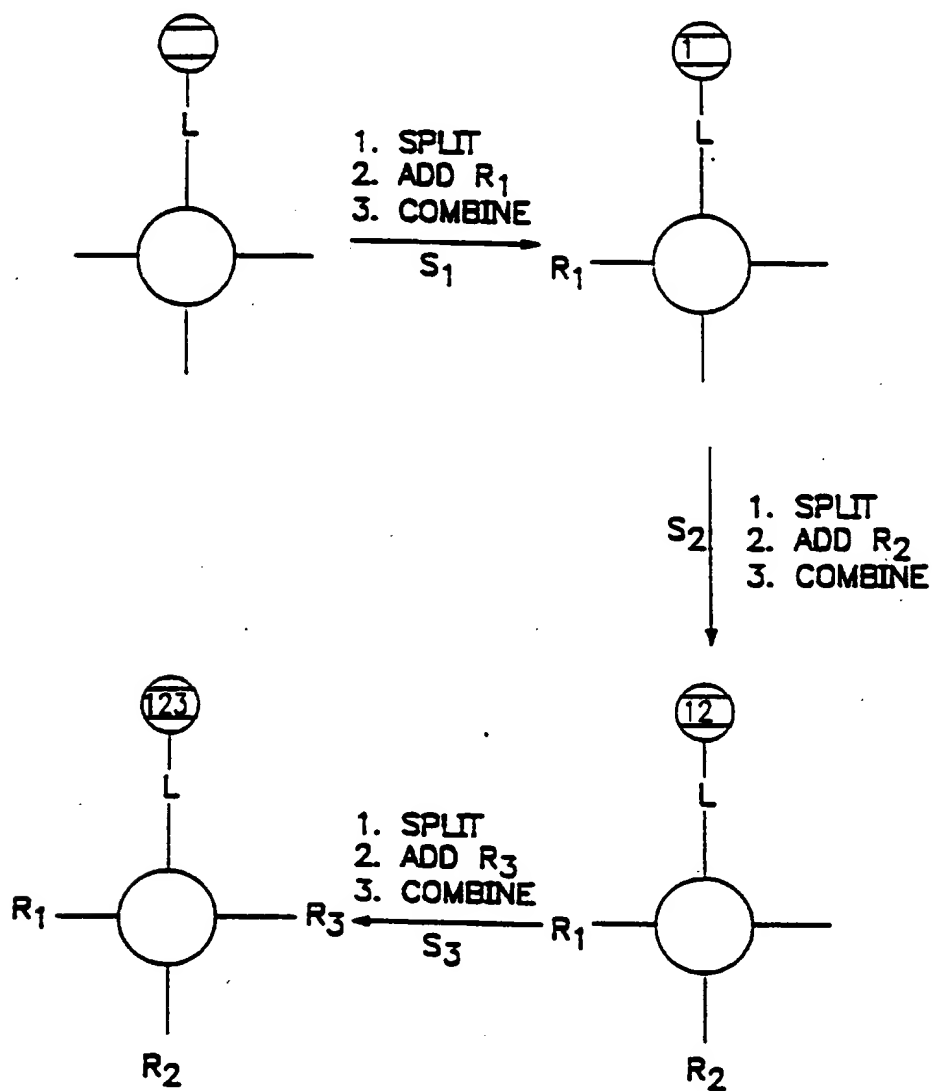 1
L
L
1. SPLIT
2. ADD R₁
3. COMBINE
S₁
R₁
S₂
1. SPLIT
2. ADD R₂
3. COMBINE
123
12
L
L
1. SPLIT
2. ADD R₃
3. COMBINE
R₁
R₃
S₃
R₁
R₂
R₂